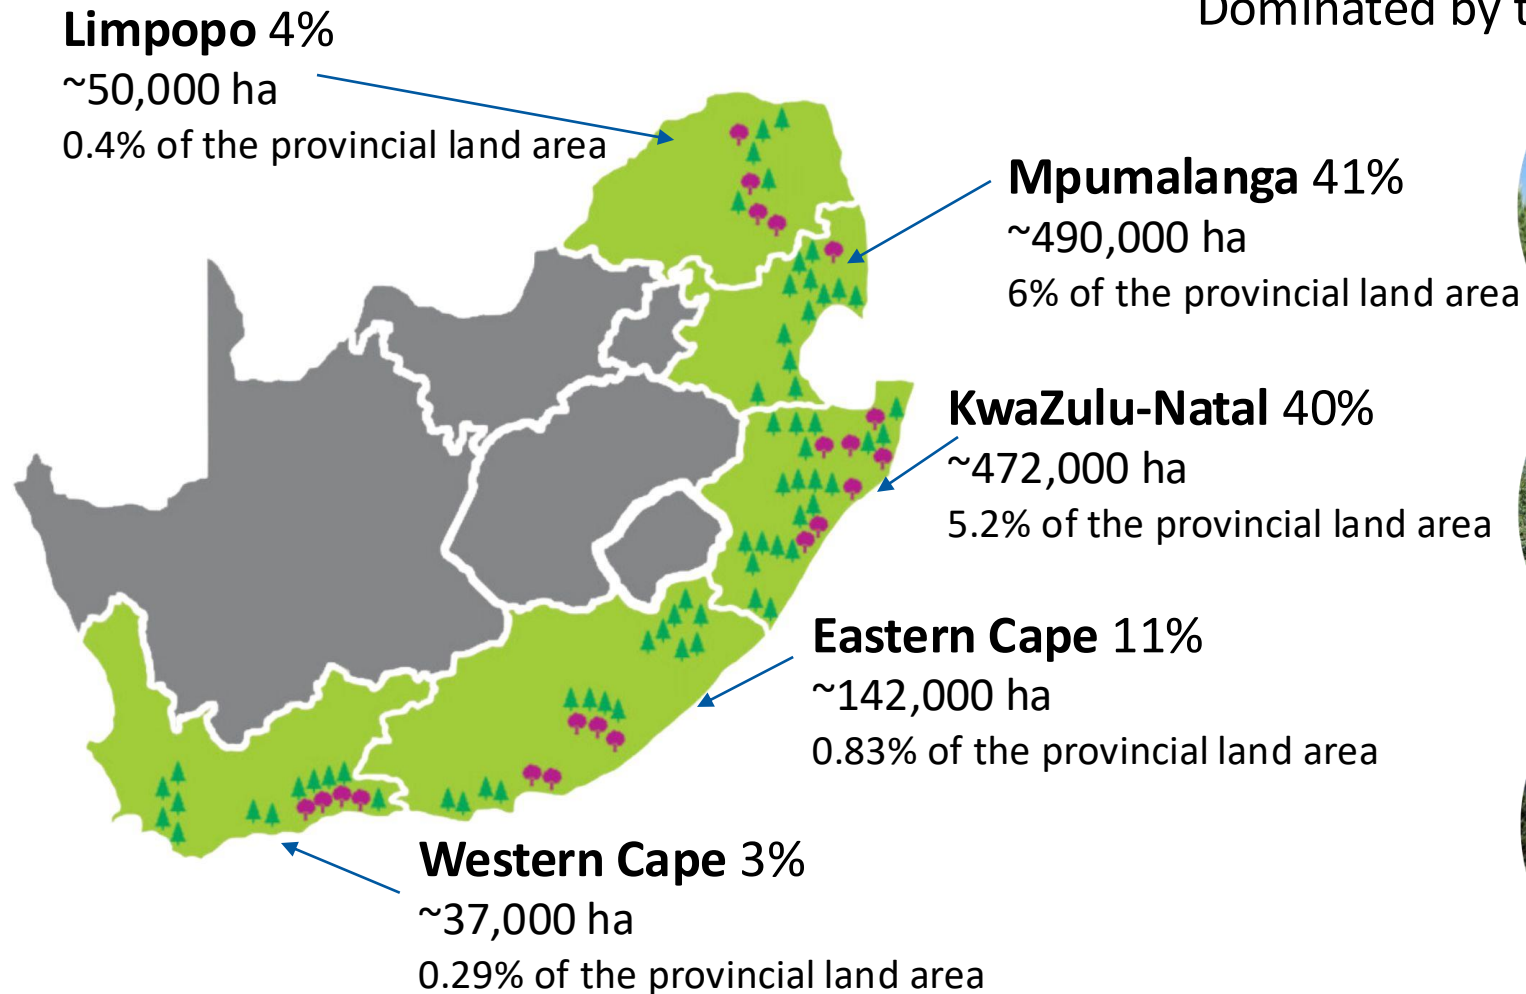 Dominated by t
Limpopo 4%
~50,000 ha
0.4% of the provincial land area
Mpumalanga 41%
~490,000 ha
6% of the provincial land area
KwaZulu-Natal 40%
~472,000 ha
5.2% of the provincial land area
Eastern Cape 11%
~142,000 ha
0.83% of the provincial land area
Western Cape 3%
~37,000 ha
0.29% of the provincial land area